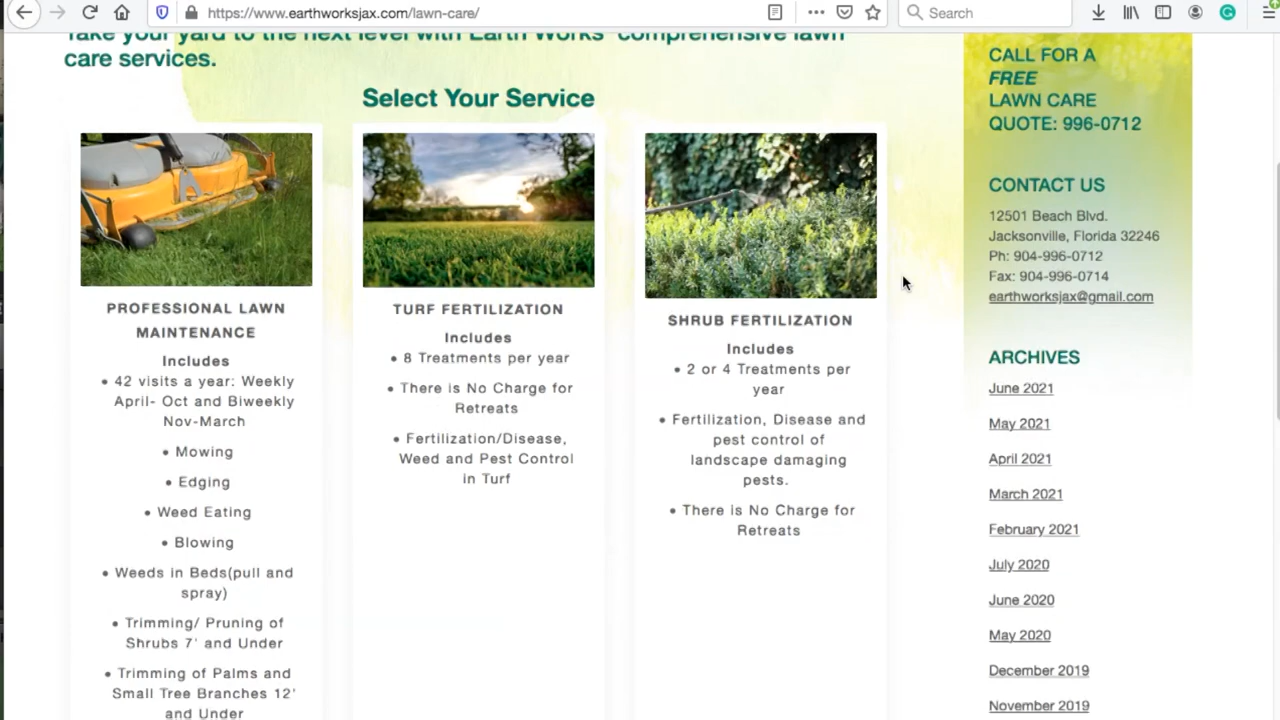 https://www.earthworksjax.com/lawn-care/
Search
Take your yard to the next level with Earth Works' comprehensive lawn
care services.
Select Your Service
PROFESSIONAL LAWN
MAINTENANCE
Includes
• 42 visits a year: Weekly
April- Oct and Biweekly
Nov-March
• Mowing
• Edging
• Weed Eating
• Blowing
• Weeds in Beds(pull and
spray)
• Trimming/ Pruning of
Shrubs 7' and Under
• Trimming of Palms and
Small Tree Branches 12'
and Under
TURF FERTILIZATION
Includes
• 8 Treatments per year
• There is No Charge for
Retreats
• Fertilization/Disease,
Weed and Pest Control
in Turf
SHRUB FERTILIZATION
Includes
• 2 or 4 Treatments per
year
• Fertilization, Disease and
pest control of
landscape damaging
pests.
• There is No Charge for
Retreats
CALL FOR A
FREE
LAWN CARE
QUOTE: 996-0712
CONTACT US
12501 Beach Blvd.
Jacksonville, Florida 32246
Ph: 904-996-0712
Fax: 904-996-0714
earthworksjax@gmail.com
ARCHIVES
June 2021
May 2021
April 2021
March 2021
February 2021
July 2020
June 2020
May 2020
December 2019
November 2019